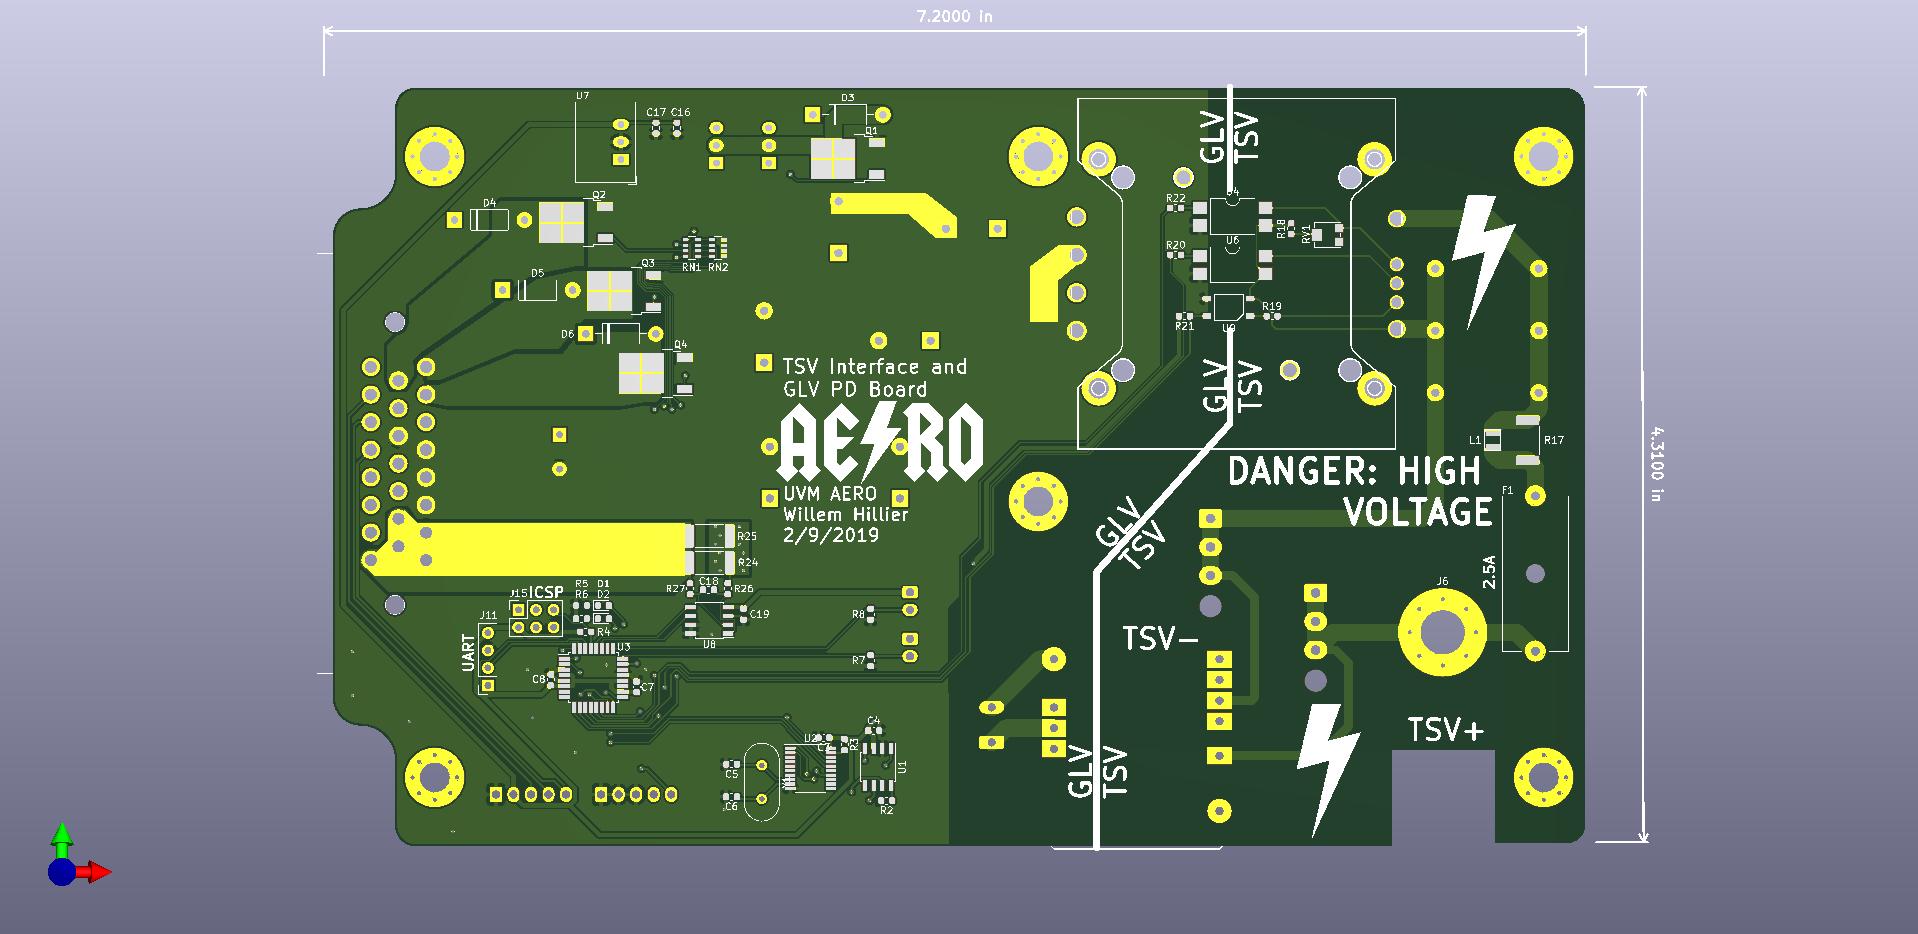 7.2000 in
U7
C17 C16
D3
Q1
GLV
TSV
D4
Q2
R22
R18
RV1
U6
R20
RN1 RN2
Q3
D5
R19
R21
D6
Q4
TSV Interface and
GLV PD Board
GLV
TSV
AERO
L1
R17
4.3100 in
DANGER: HIGH
VOLTAGE
F1
UVM AERO
Willem Hillier
2/9/2019
GLV
TSV
R25
R24
2.5A
J6
R5
R6
D1
D2
R27
C18
R26
J15
ICSP
J11
C19
R8
R4
UART
U8
U3
TSV-
R7
C8
C7
TSV+
C4
U2
R3
U1
C5
C6
R2
GLV
TSV